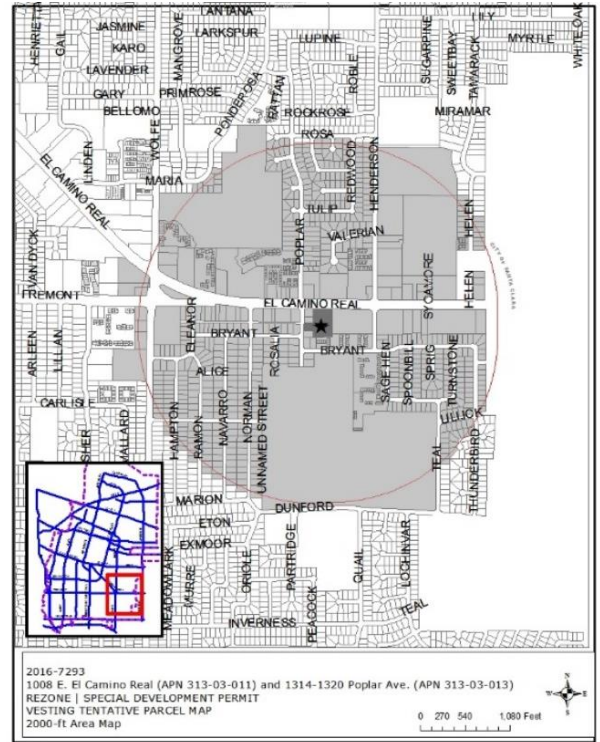 LANTANA
LILY
JASMINE
LARKSPUR
LUPINE
MYRTLE
WHITE-OAK
HENRIETTA
GAIL
KARO
MANGROVE
LAVENDER
ROBLE
SUGARPINE
SWEETBAY
TAMARACK
GARY
PRIMROSE
PONDEROSA
RATTAN
BELLOMO
ROCKROSE
MIRAMAR
WOLFE
LINDEN
ROSA
EL CAMINO REAL
MARIA
REDWOOD
HENDERSON
TULIP
HELEN
POPLAR
VALERIAN
VAN DYCK
CITY OF SANTA CLARA
SYCAMORE
HELEN
FREMONT
EL CAMINO REAL
ELEANOR
BRYANT
ROSALIA
BRYANT
ARLEEN
LILLIAN
ALICE
SAGE HEN
SPOONBILL
SPRIG
TURNSTONE
CARLISLE
HAMPTON
RAMON
NAVARRO
NORMAN
UNNAMED STREET
LILLICK
MALLARD
TEAL
THUNDERBIRD
MARION
DUNFORD
ETON
EXMOOR
MEADOWLARK
MURRE
ORIOLE
PARTRIDGE
QUAIL
LOCHINVAR
PEACOCK
TEAL
INVERNESS
2016-7293
1008 E. El Camino Real (APN 313-03-011) and 1314-1320 Poplar Ave. (APN 313-03-013)
REZONE | SPECIAL DEVELOPMENT PERMIT
VESTING TENTATIVE PARCEL MAP
2000-ft Area Map
0 270 540 1,080 Feet